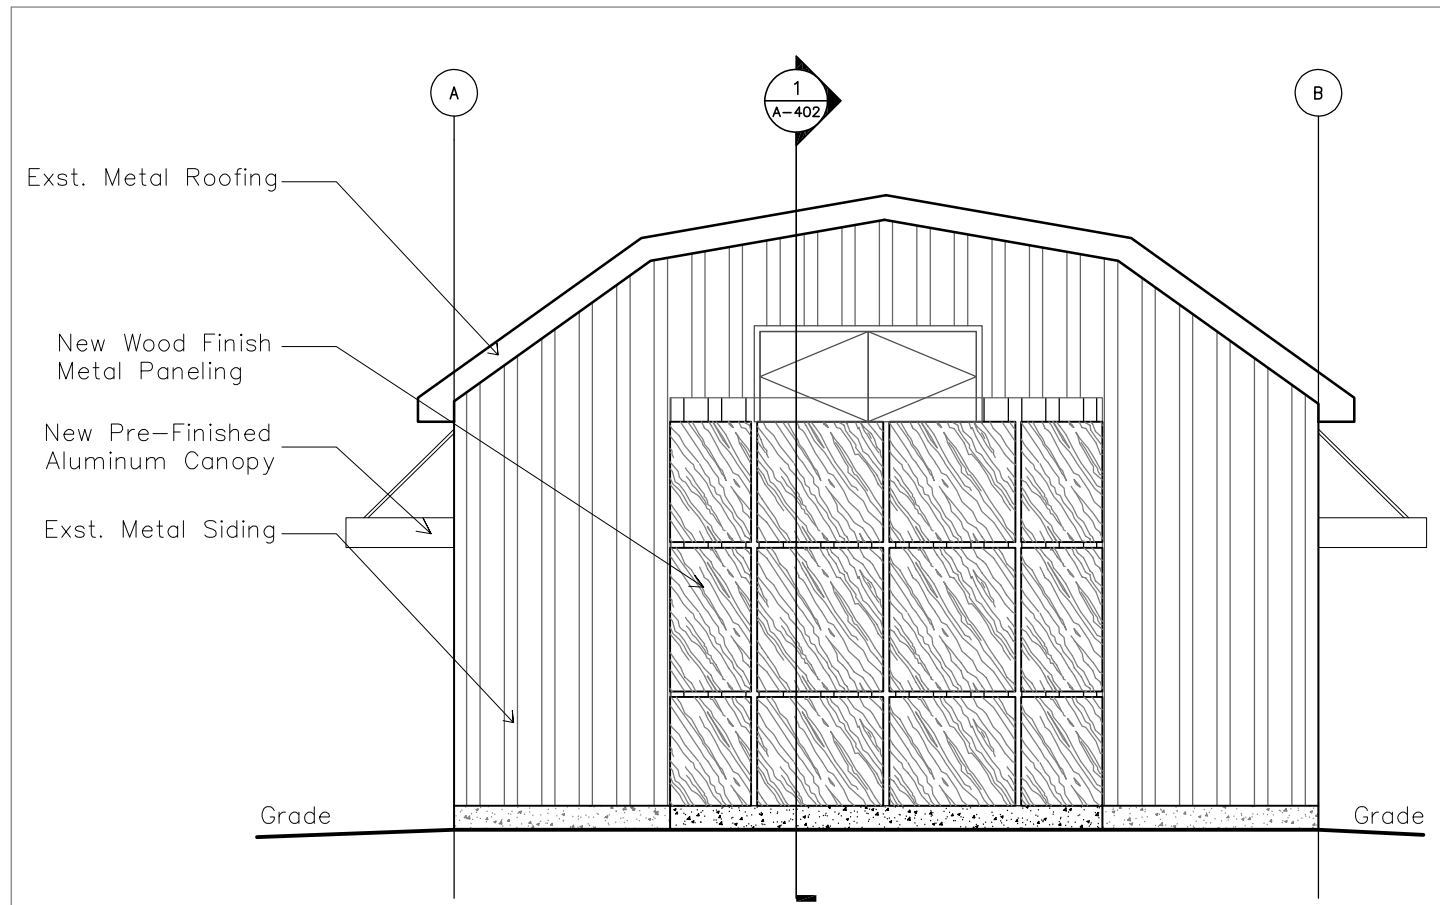 A
1
A-402
B
Exst. Metal Roofing
New Wood Finish
Metal Paneling
New Pre-Finished
Aluminum Canopy
Exst. Metal Siding
Grade
Grade